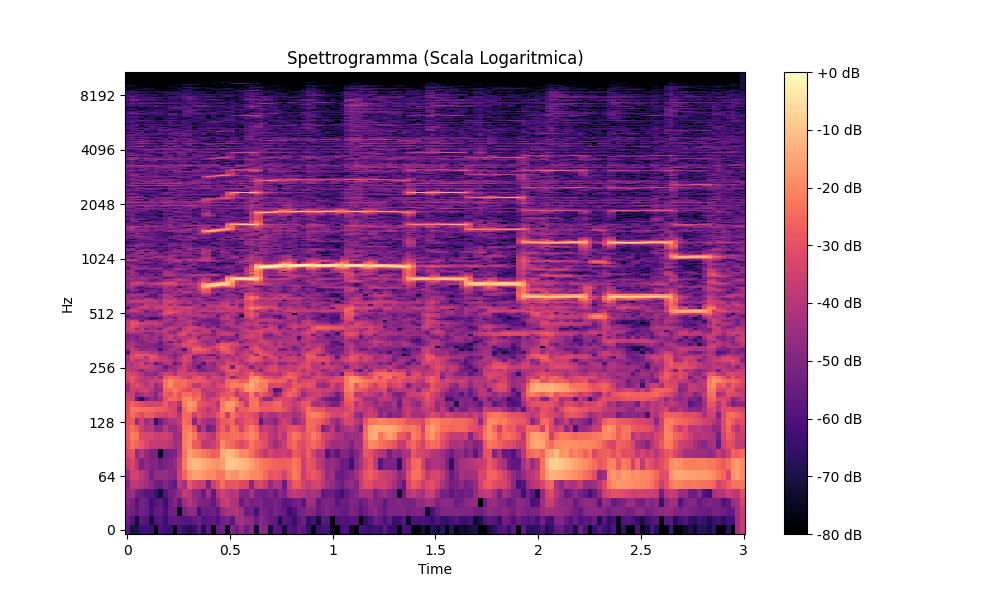 Spettrogramma (Scala Logaritmica)
8192
4096
2048
1024
512
256
128
64
0
Hz
0
0.5
1
1.5
2
2.5
3
Time
+0 dB
-10 dB
-20 dB
-30 dB
-40 dB
-50 dB
-60 dB
-70 dB
-80 dB